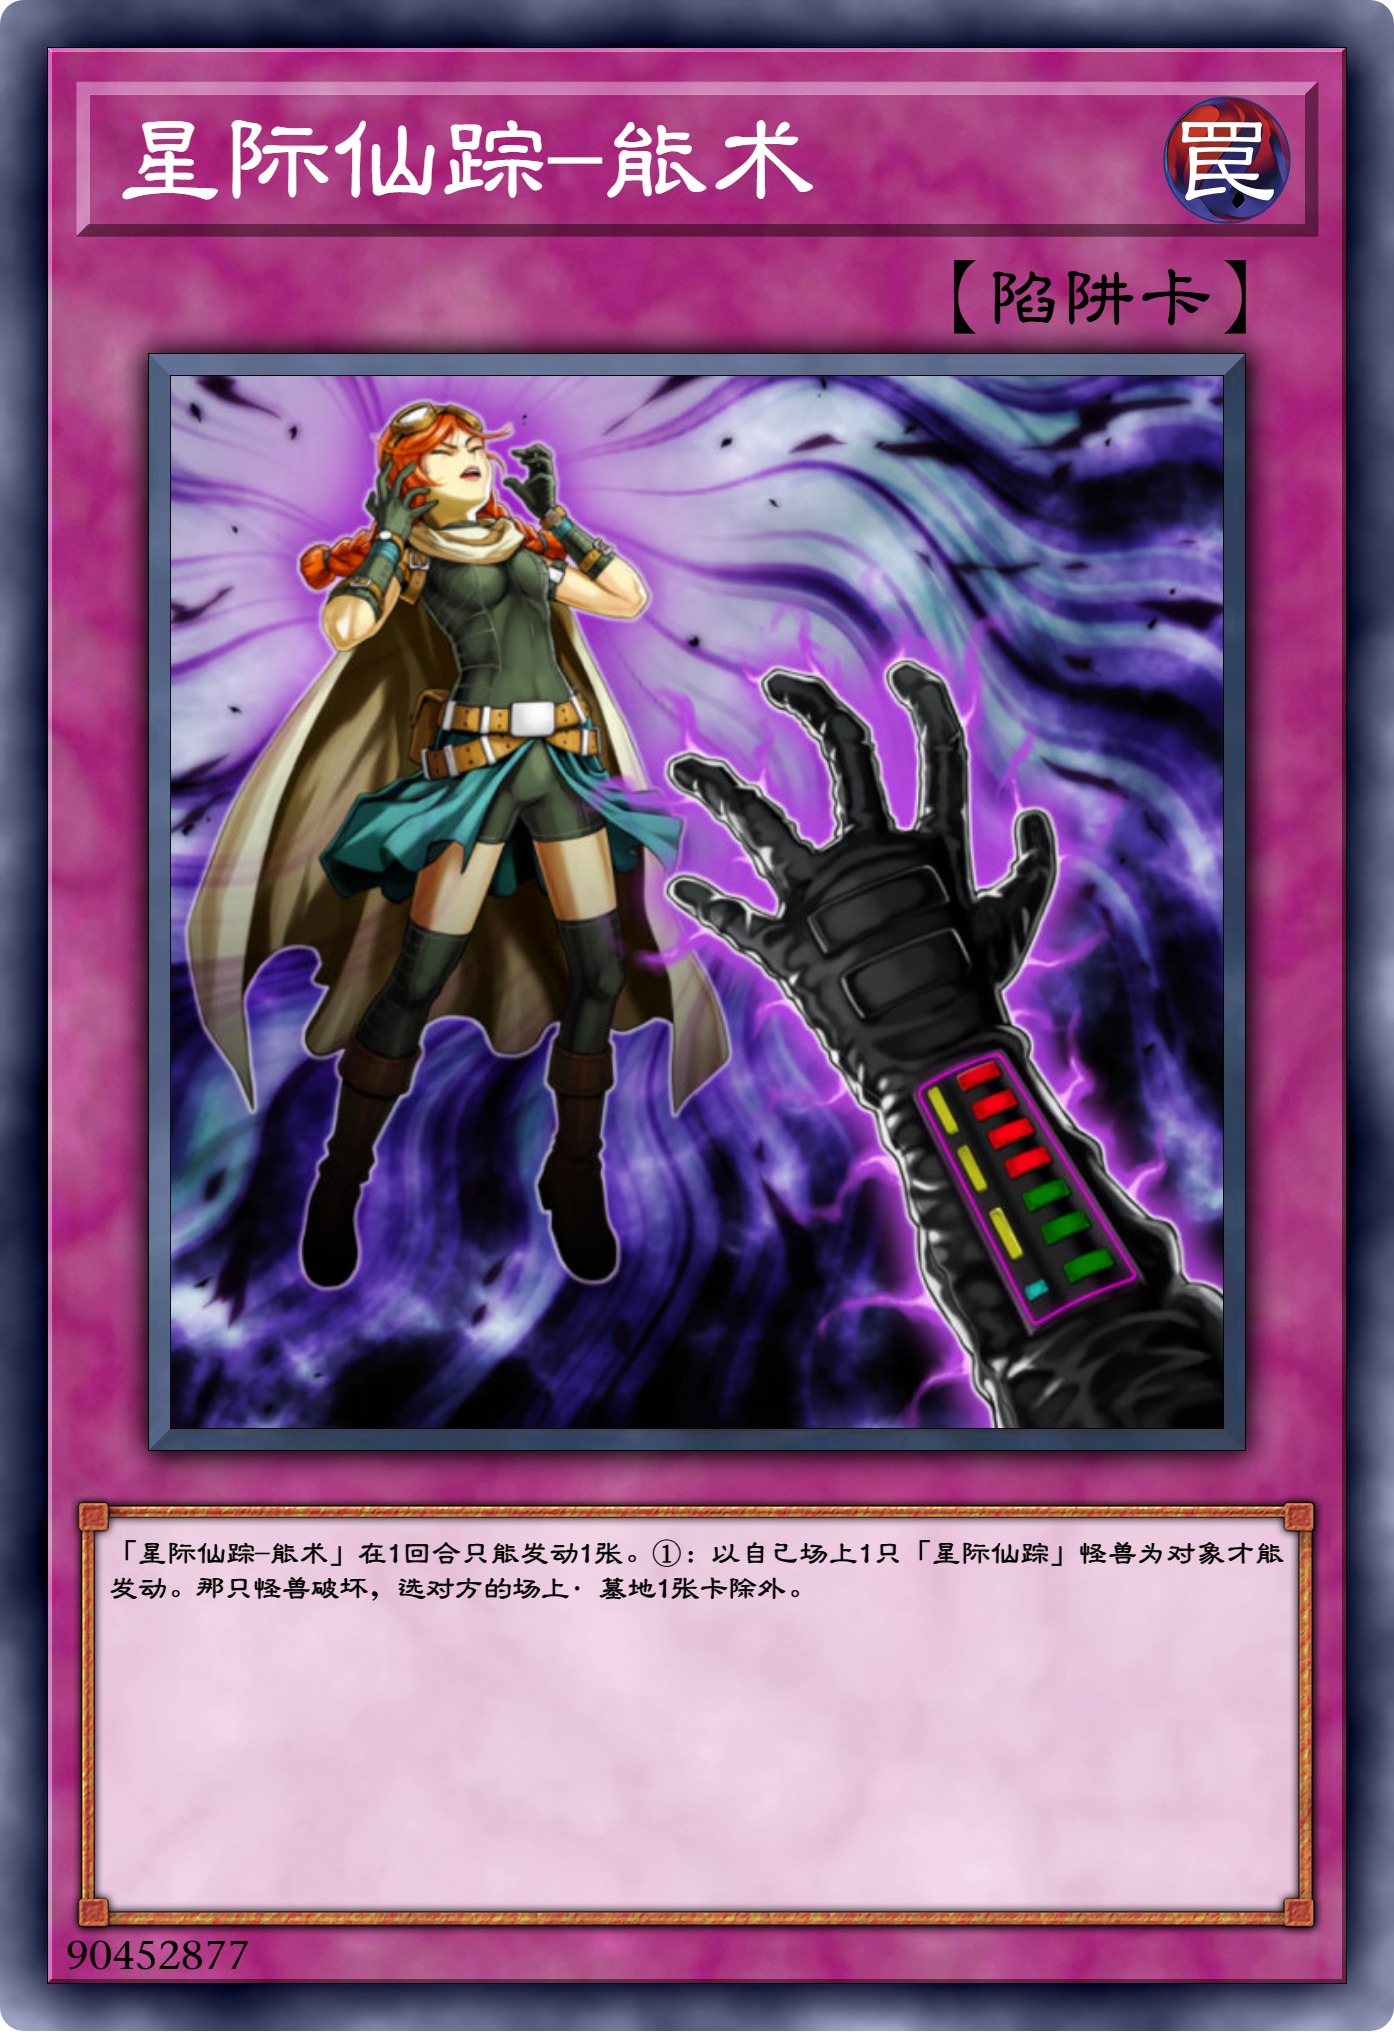 星际仙踪-能术
罠
【陷阱卡】
「星际仙踪-能术」在1回合只能发动1张。①：以自己场上1只「星际仙踪」怪兽为对象才能
发动。那只怪兽破坏，选对方的场上·墓地1张卡除外。
90452877